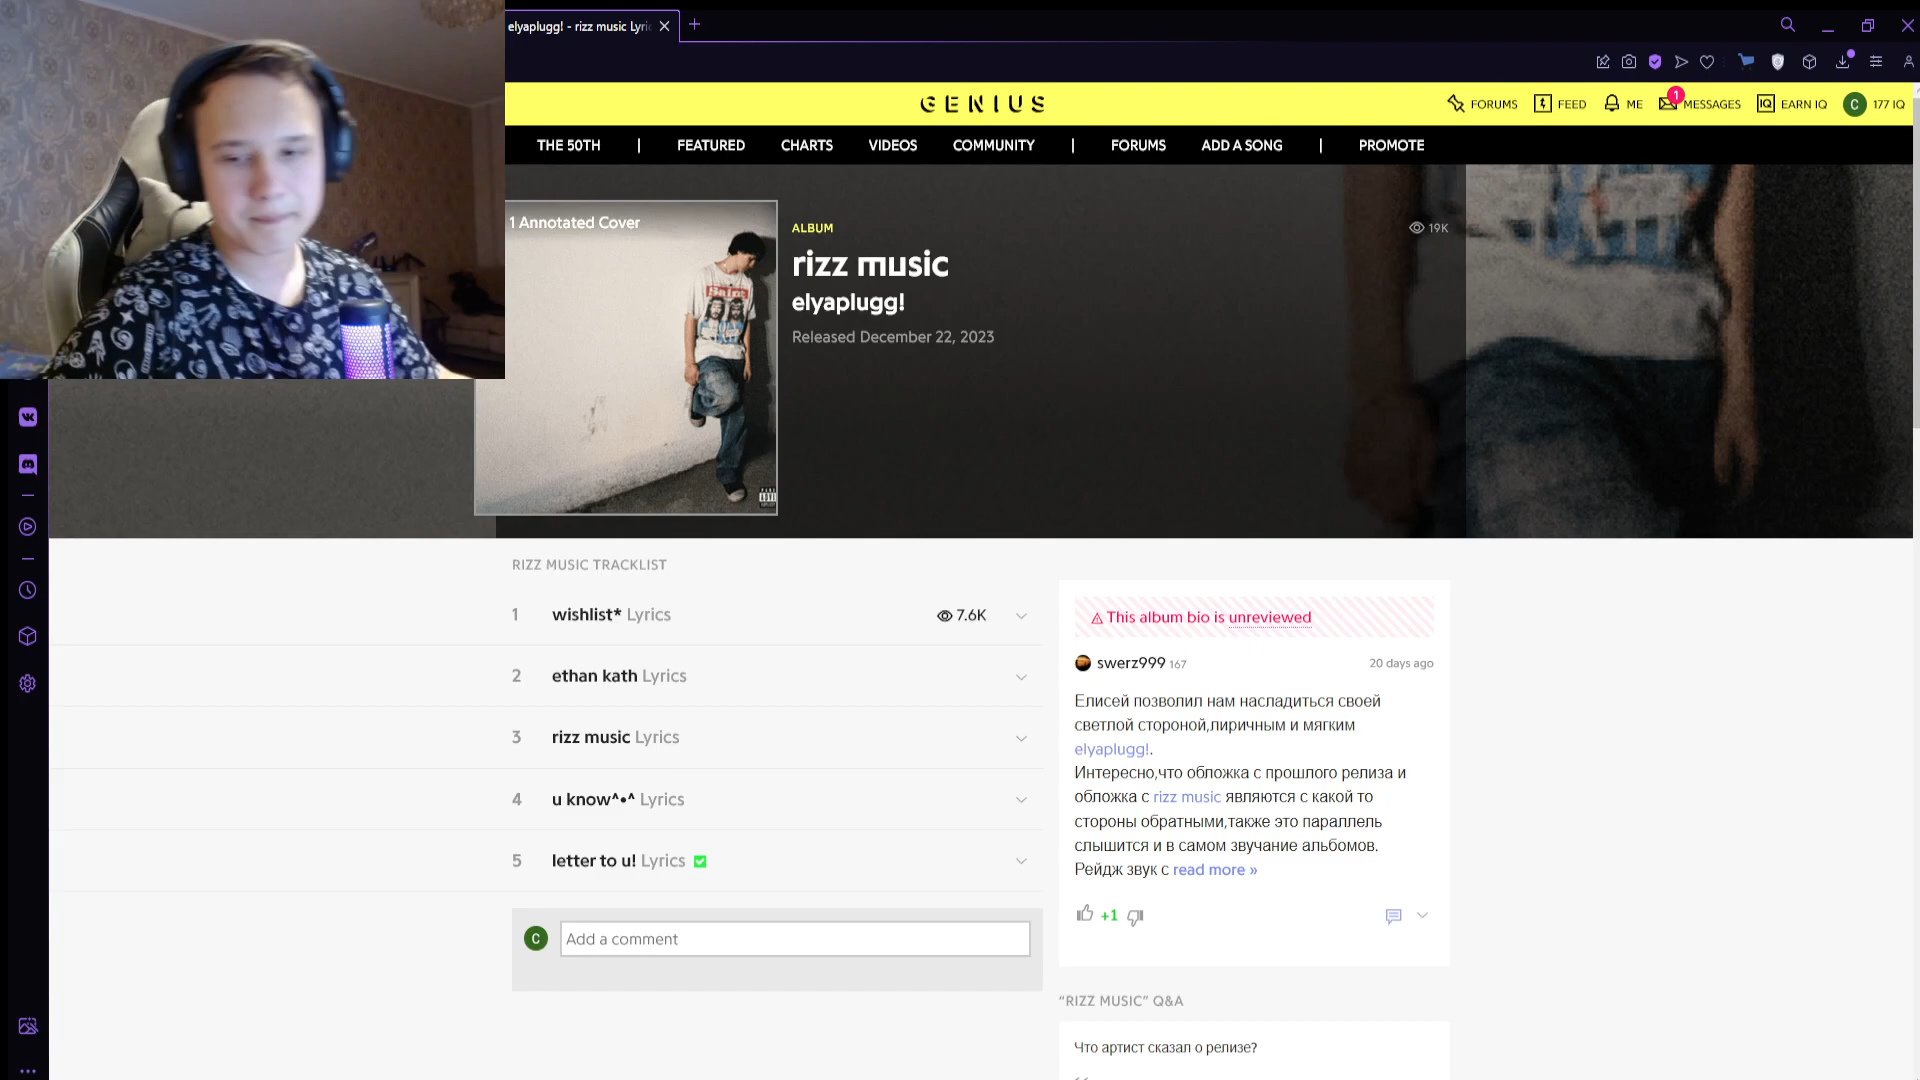 elyaplugg! - rizz music Lyri
GENIUS
FORUMS
FEED
ME
1
MESSAGES
IQ EARN IQ
C 177 IQ
THE 50TH | FEATURED CHARTS VIDEOS COMMUNITY | FORUMS ADD A SONG | PROMOTE
1 Annotated Cover
Saint
ALBUM
19K
rizz music
elyaplugg!
Released December 22, 2023
RIZZ MUSIC TRACKLIST
1 wishlist* Lyrics 7.6K
2 ethan kath Lyrics
3 rizz music Lyrics
4 u know^•^ Lyrics
5 letter to u! Lyrics
C Add a comment
This album bio is unreviewed
swerz999 167 20 days ago
Елисей позволил нам насладиться своей
светлой стороной,лиричным и мягким
elyaplugg!.
Интересно,что обложка с прошлого релиза и
обложка с rizz music являются с какой то
стороны обратными,также это параллель
слышится и в самом звучание альбомов.
Рейдж звук с read more »
+1
“RIZZ MUSIC” Q&A
Что артист сказал о релизе?